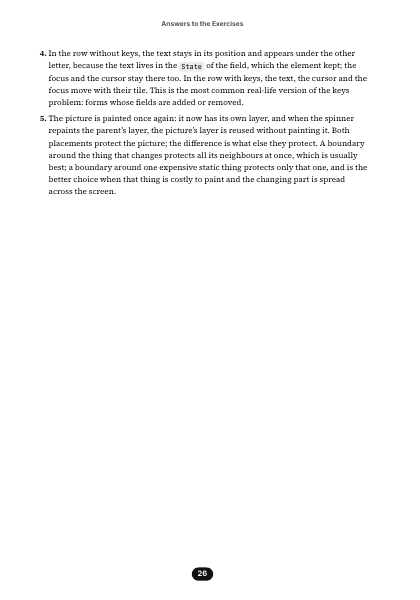 Answers to the Exercises
4. In the row without keys, the text stays in its position and appears under the other
letter, because the text lives in the State of the field, which the element kept; the
focus and the cursor stay there too. In the row with keys, the text, the cursor and the
focus move with their tile. This is the most common real-life version of the keys
problem: forms whose fields are added or removed.
5. The picture is painted once again: it now has its own layer, and when the spinner
repaints the parent's layer, the picture's layer is reused without painting it. Both
placements protect the picture; the difference is what else they protect. A boundary
around the thing that changes protects all its neighbours at once, which is usually
best; a boundary around one expensive static thing protects only that one, and is the
better choice when that thing is costly to paint and the changing part is spread
across the screen.
26